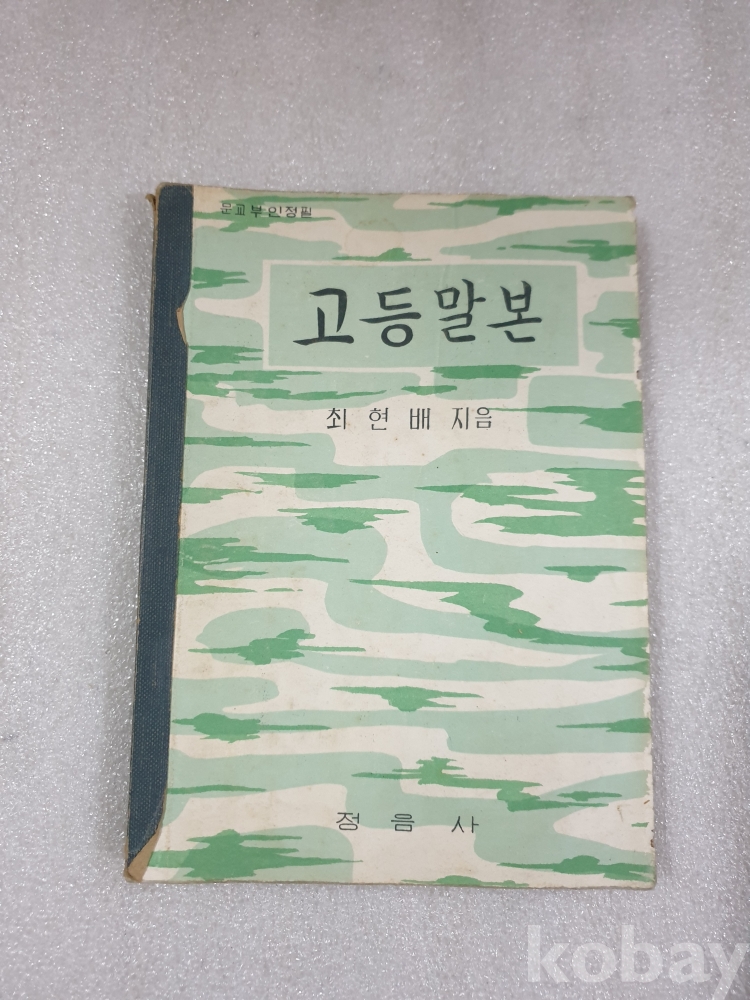 문교부인정필
고등말본
최현배 지음
정음사
kobay